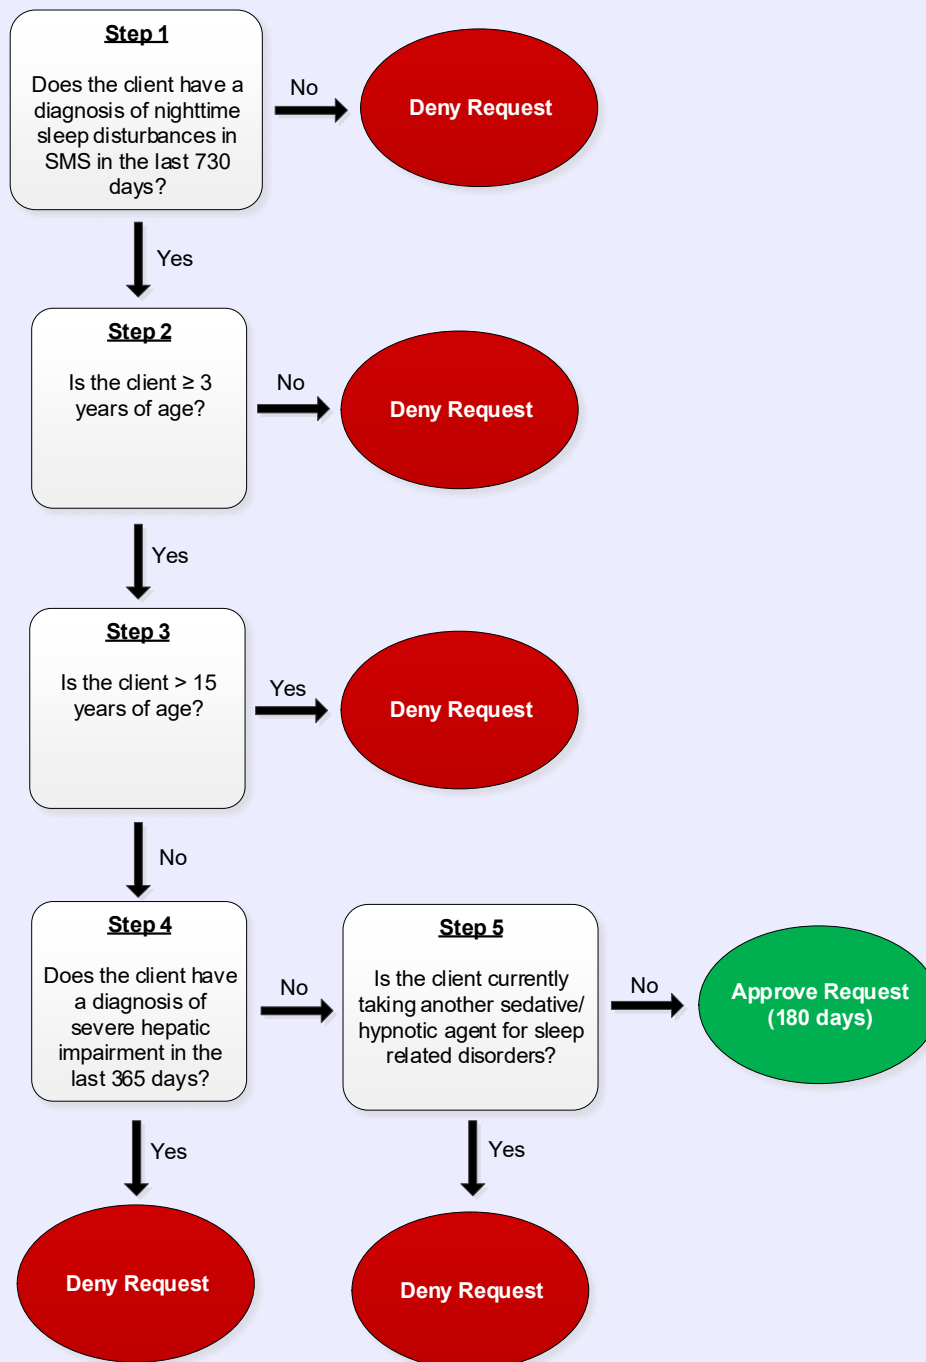 Step 1
Does the client have a
diagnosis of nighttime
sleep disturbances in
SMS in the last 730
days?
No
Deny Request
Yes
Step 2
Is the client ≥ 3
years of age?
No
Deny Request
Yes
Step 3
Is the client > 15
years of age?
Yes
Deny Request
No
Step 4
Does the client have
a diagnosis of
severe hepatic
impairment in the
last 365 days?
No
Step 5
Is the client currently
taking another sedative/
hypnotic agent for sleep
related disorders?
No
Approve Request
(180 days)
Yes
Deny Request
Yes
Deny Request